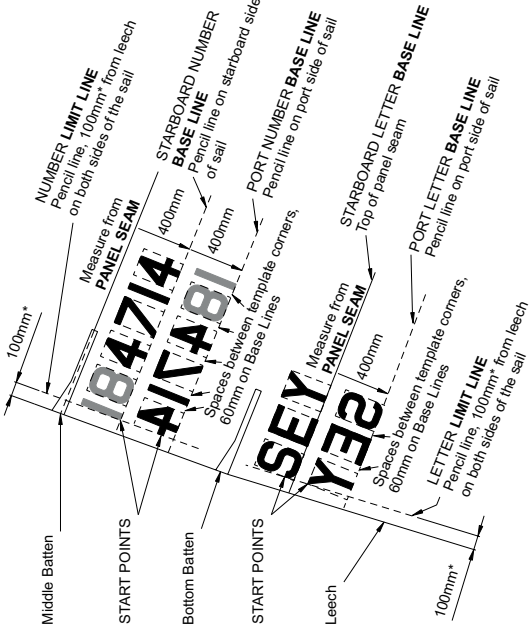 100mm*
NUMBER LIMIT LINE
Pencil line, 100mm* from leech
on both sides of the sail
Middle Batten
Measure from
PANEL SEAM
STARBOARD NUMBER
BASE LINE
Pencil line on starboard side
of sail
400mm
184714
START POINTS
400mm
PORT NUMBER BASE LINE
Pencil line on port side of sail
184714
Spaces between template corners,
60mm on Base Lines
Bottom Batten
Measure from
PANEL SEAM
STARBOARD LETTER BASE LINE
Top of panel seam
SEY
START POINTS
400mm
PORT LETTER BASE LINE
Pencil line on port side of sail
SEY
Spaces between template corners,
60mm on Base Lines
Leech
LETTER LIMIT LINE
Pencil line, 100mm* from leech
on both sides of the sail
100mm*